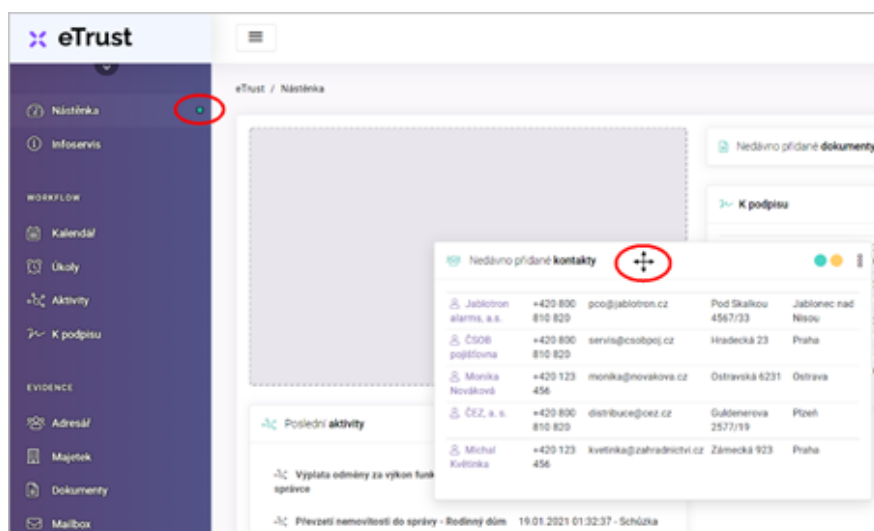 eTrust
eTrust / Nástěnka
Nástěnka
Infoservis
WORKFLOW
Kalendář
Úkoly
Aktivity
K podpisu
EVIDENCE
Adresář
Majetek
Dokumenty
Mailbox
Nedávno přidané dokumenty
K podpisu
Nedávno přidané kontakty
Jablotron alarms, a.s. +420 800 810 820 pco@jablotron.cz Pod Skalkou 4567/33 Jablonec nad Nisou
ČSOB pojišťovna +420 800 810 820 servis@csobpoj.cz Hradecká 23 Praha
Monika Nováková +420 123 456 monika@novakova.cz Ostravská 6231 Ostrava
ČEZ, a. s. +420 800 810 820 distribuce@cez.cz Guldenerova 2577/19 Plzeň
Michal Květinka +420 123 456 kvetinka@zahradnictvi.cz Zámecká 923 Praha
Poslední aktivity
Výplata odměny za výkon funk
správce
Převzetí nemovitosti do správy - Rodinný dům 19.01.2021 01:32:37 - Schůzka